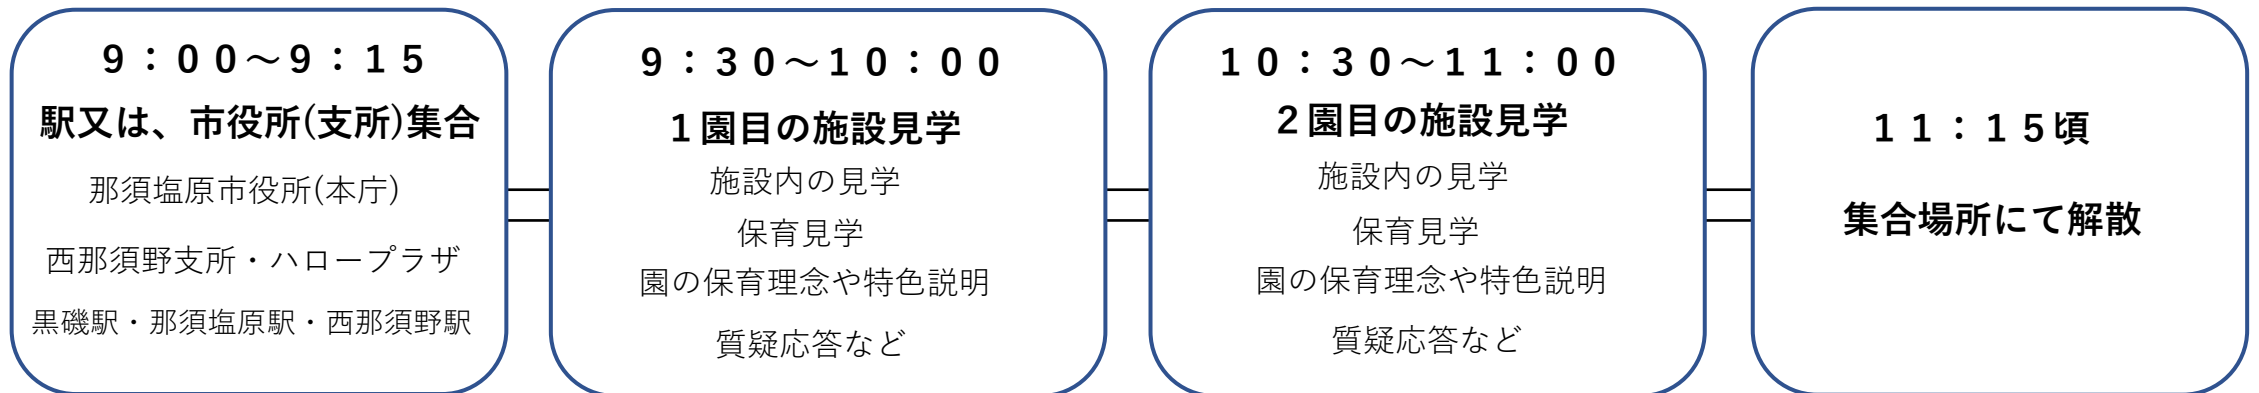 ９：００～９：１５
駅又は、市役所(支所)集合
那須塩原市役所(本庁)
西那須野支所・ハロープラザ
黒磯駅・那須塩原駅・西那須野駅
９：３０～１０：００
１園目の施設見学
施設内の見学
保育見学
園の保育理念や特色説明
質疑応答など
１０：３０～１１：００
２園目の施設見学
施設内の見学
保育見学
園の保育理念や特色説明
質疑応答など
１１：１５頃
集合場所にて解散